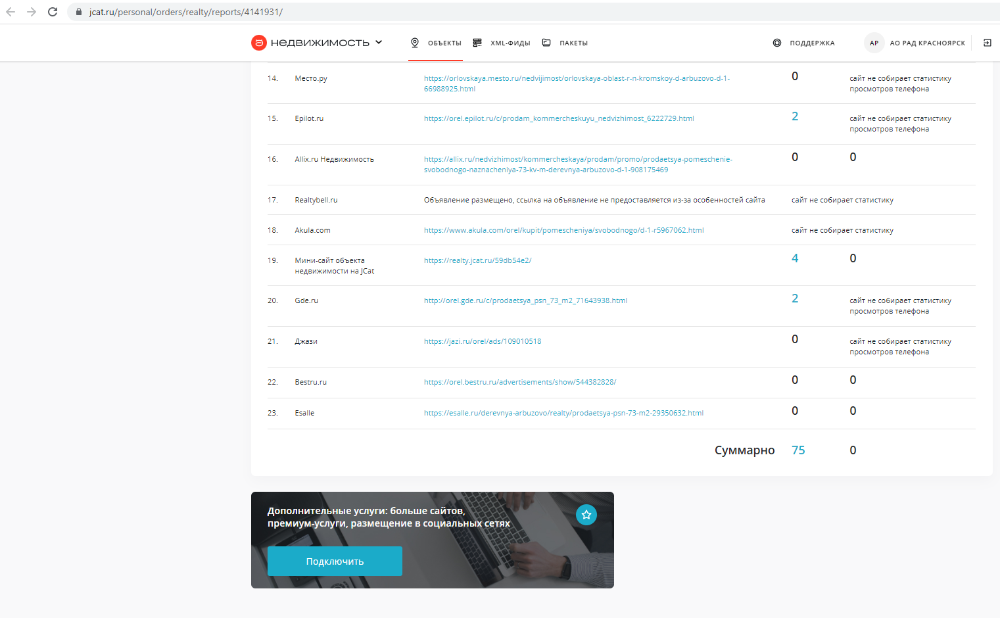 jcat.ru/personal/orders/realty/reports/4141931/
недвижимость
ОБЪЕКТЫ
XML-ФИДЫ
ПАКЕТЫ
ПОДДЕРЖКА
АР
АО РАД КРАСНОЯРСК
14. Место.ру https://orlovskaya.mesto.ru/nedvijimost/orlovskaya-oblast-r-n-kromskoy-d-arbuzovo-d-1- 0 сайт не собирает статистику
66988925.html просмотров телефона
15. Epilot.ru https://orel.epilot.ru/c/prodam_kommercheskuyu_nedvizhimost_6222729.html 2 сайт не собирает статистику
просмотров телефона
16. Allix.ru Недвижимость https://allix.ru/nedvizhimost/kommercheskaya/prodam/promo/prodaetsya-pomeschenie- 0 0
svobodnogo-naznacheniya-73-kv-m-derevnya-arbuzovo-d-1-908175469
17. Realtybell.ru Объявление размещено, ссылка на объявление не предоставляется из-за особенностей сайта сайт не собирает статистику
18. Akula.com https://www.akula.com/orel/kupit/pomescheniya/svobodnogo/d-1-r5967062.html сайт не собирает статистику
19. Мини-сайт объекта https://realty.jcat.ru/59db54e2/ 4 0
недвижимости на JCat
20. Gde.ru http://orel.gde.ru/c/prodaetsya_psn_73_m2_71643938.html 2 сайт не собирает статистику
просмотров телефона
21. Джази https://jazi.ru/orel/ads/109010518 0 сайт не собирает статистику
просмотров телефона
22. Bestru.ru https://orel.bestru.ru/advertisements/show/544382828/ 0 0
23. Esalle https://esalle.ru/derevnya-arbuzovo/realty/prodaetsya-psn-73-m2-29350632.html 0 0
Суммарно 75 0
Дополнительные услуги: больше сайтов,
премиум-услуги, размещение в социальных сетях
Подключить